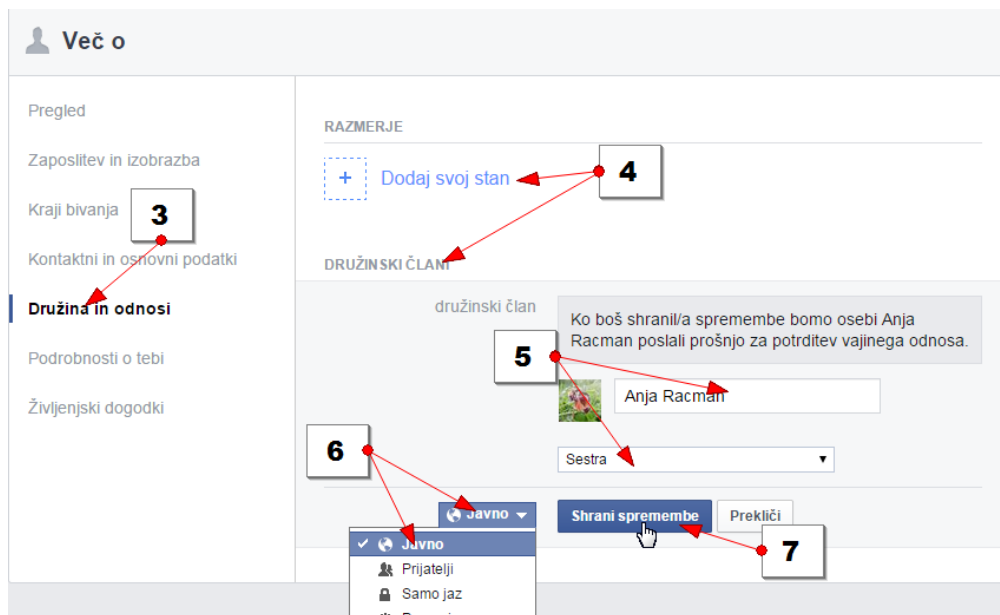 Več o
Pregled
Zaposlitev in izobrazba
Kraji bivanja
3
Kontaktni in osnovni podatki
Družina in odnosi
Podrobnosti o tebi
Življenjski dogodki
RAZMERJE
+ Dodaj svoj stan
4
DRUŽINSKI ČLANI
družinski član
Ko boš shranil/a spremembe bomo osebi Anja
Racman poslali prošnjo za potrditev vajinega odnosa.
5
Anja Racman
Sestra
6
Javno
Shrani spremembe
Prekliči
7
Javno
Prijatelji
Samo jaz